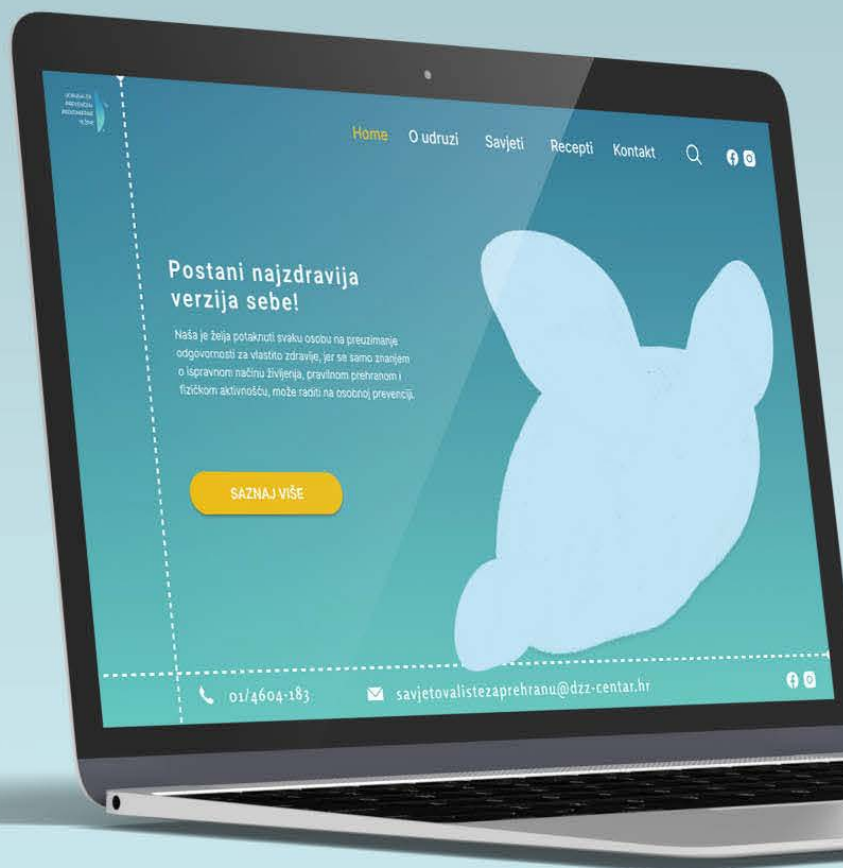 Home O udruzi Savjeti Recepti Kontakt
Postani najzdravija
verzija sebe!
Naša je želja potaknuti svaku osobu na preuzimanje
odgovornosti za vlastito zdravlje, jer se samo znanjem
o ispravnom načinu življenja, pravilnom prehranom i
fizičkom aktivnošću, može raditi na osobnoj prevenciji.
SAZNAJ VIŠE
01/4604-183 savjetovalistezaprehranu@dzz-centar.hr